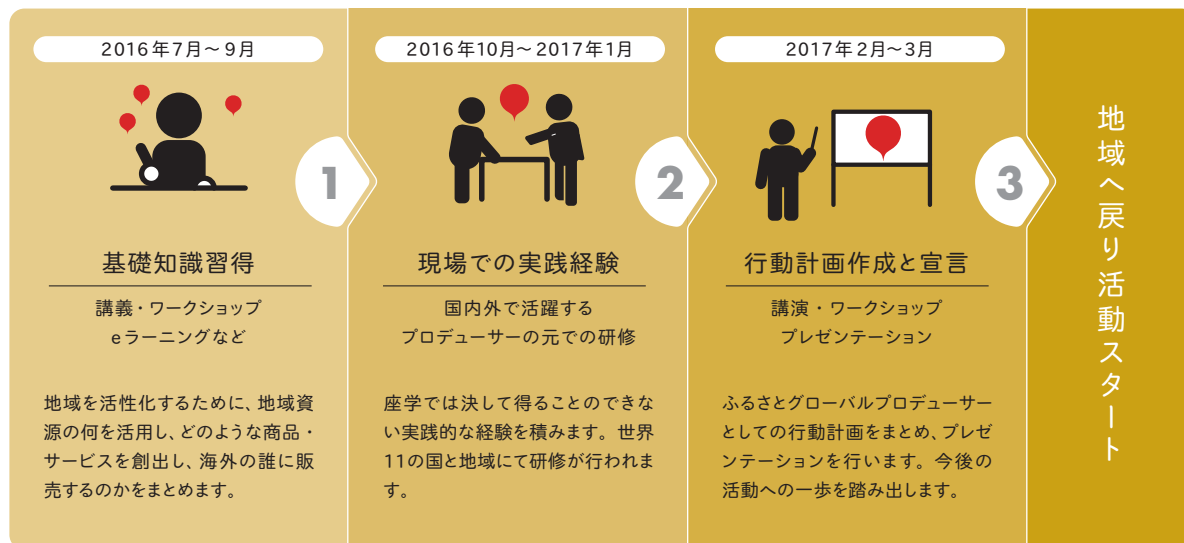 2016年7月～9月
1
基礎知識習得
講義・ワークショップ
eラーニングなど
地域を活性化するために、地域資
源の何を活用し、どのような商品・
サービスを創出し、海外の誰に販
売するのかをまとめます。
2016年10月～2017年1月
2
現場での実践経験
国内外で活躍する
プロデューサーの元での研修
座学では決して得ることのできな
い実践的な経験を積みます。世界
11の国と地域にて研修が行われま
す。
2017年2月～3月
3
行動計画作成と宣言
講演・ワークショップ
プレゼンテーション
ふるさとグローバルプロデューサー
としての行動計画をまとめ、プレゼ
ンテーションを行います。今後の
活動への一歩を踏み出します。
地域へ戻り活動スタート